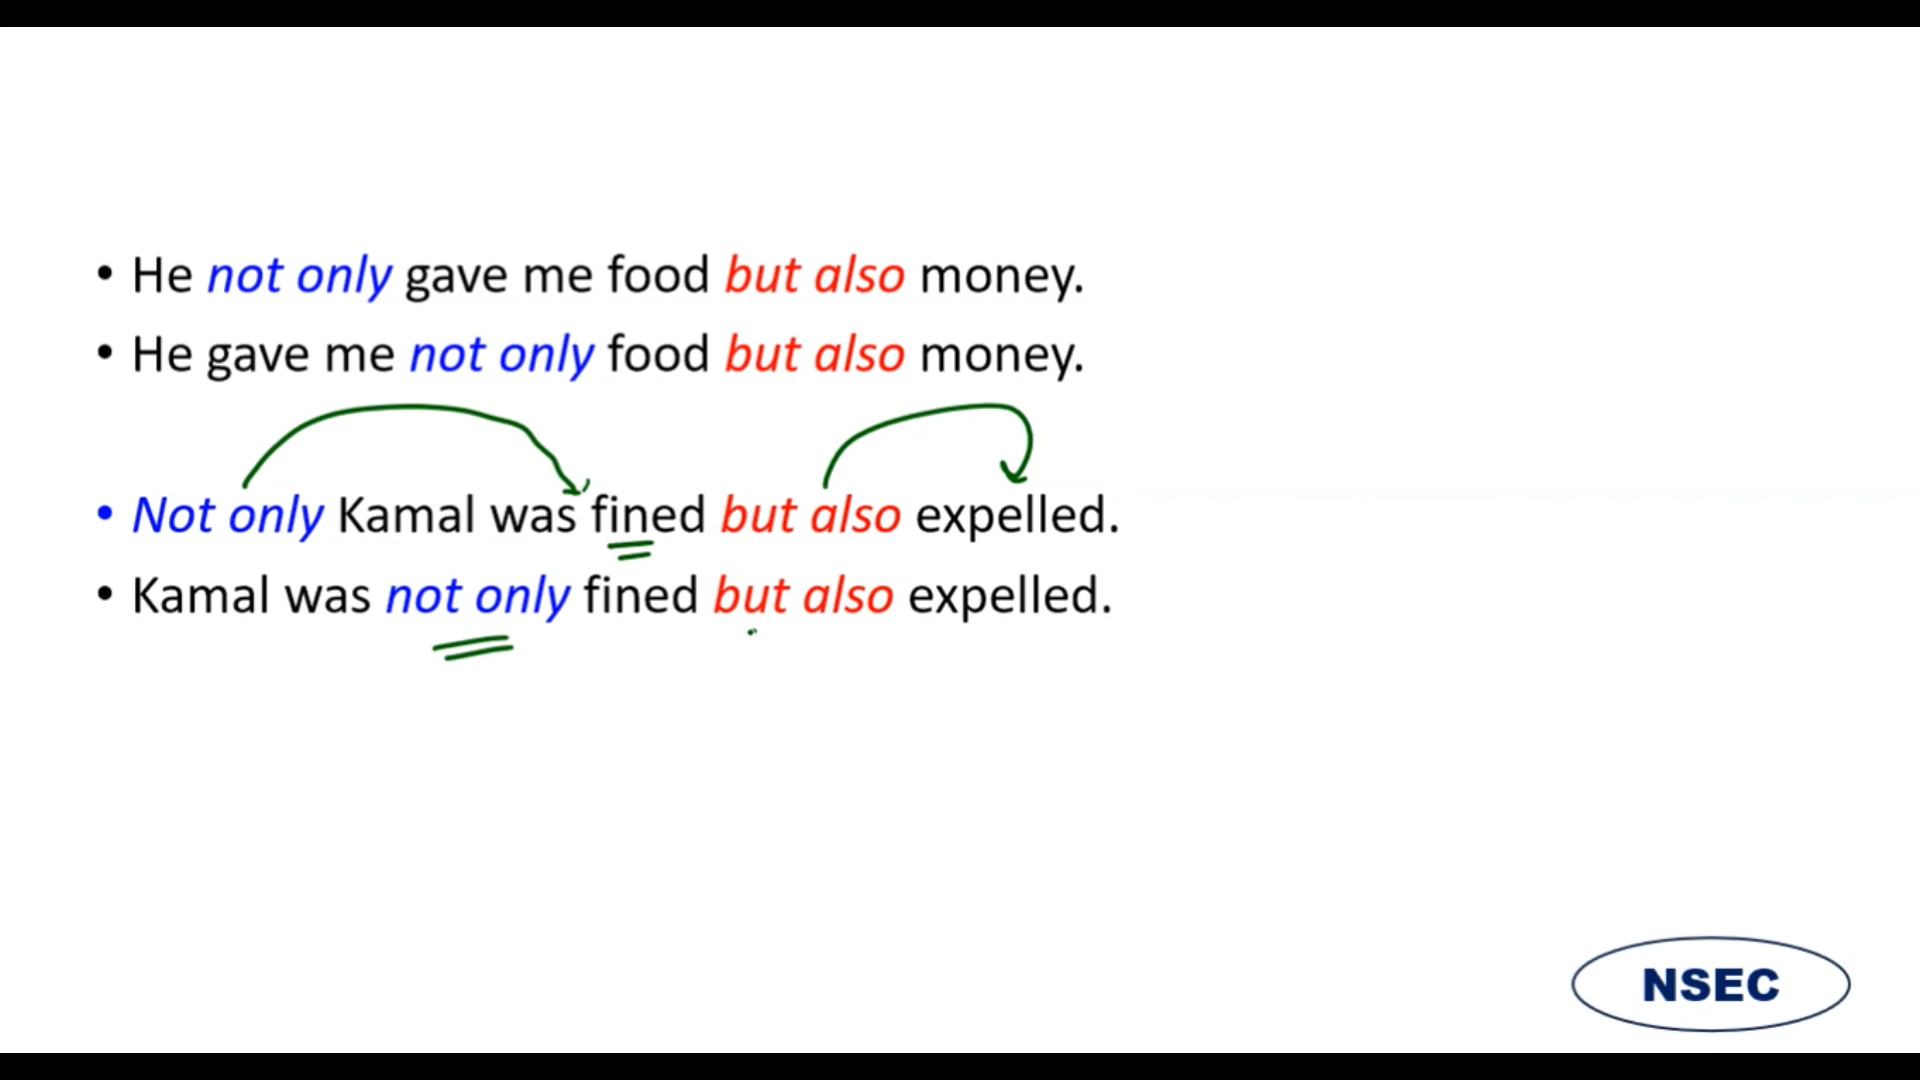 • He not only gave me food but also money.
• He gave me not only food but also money.
• Not only Kamal was fined but also expelled.
• Kamal was not only fined but also expelled.
NSEC